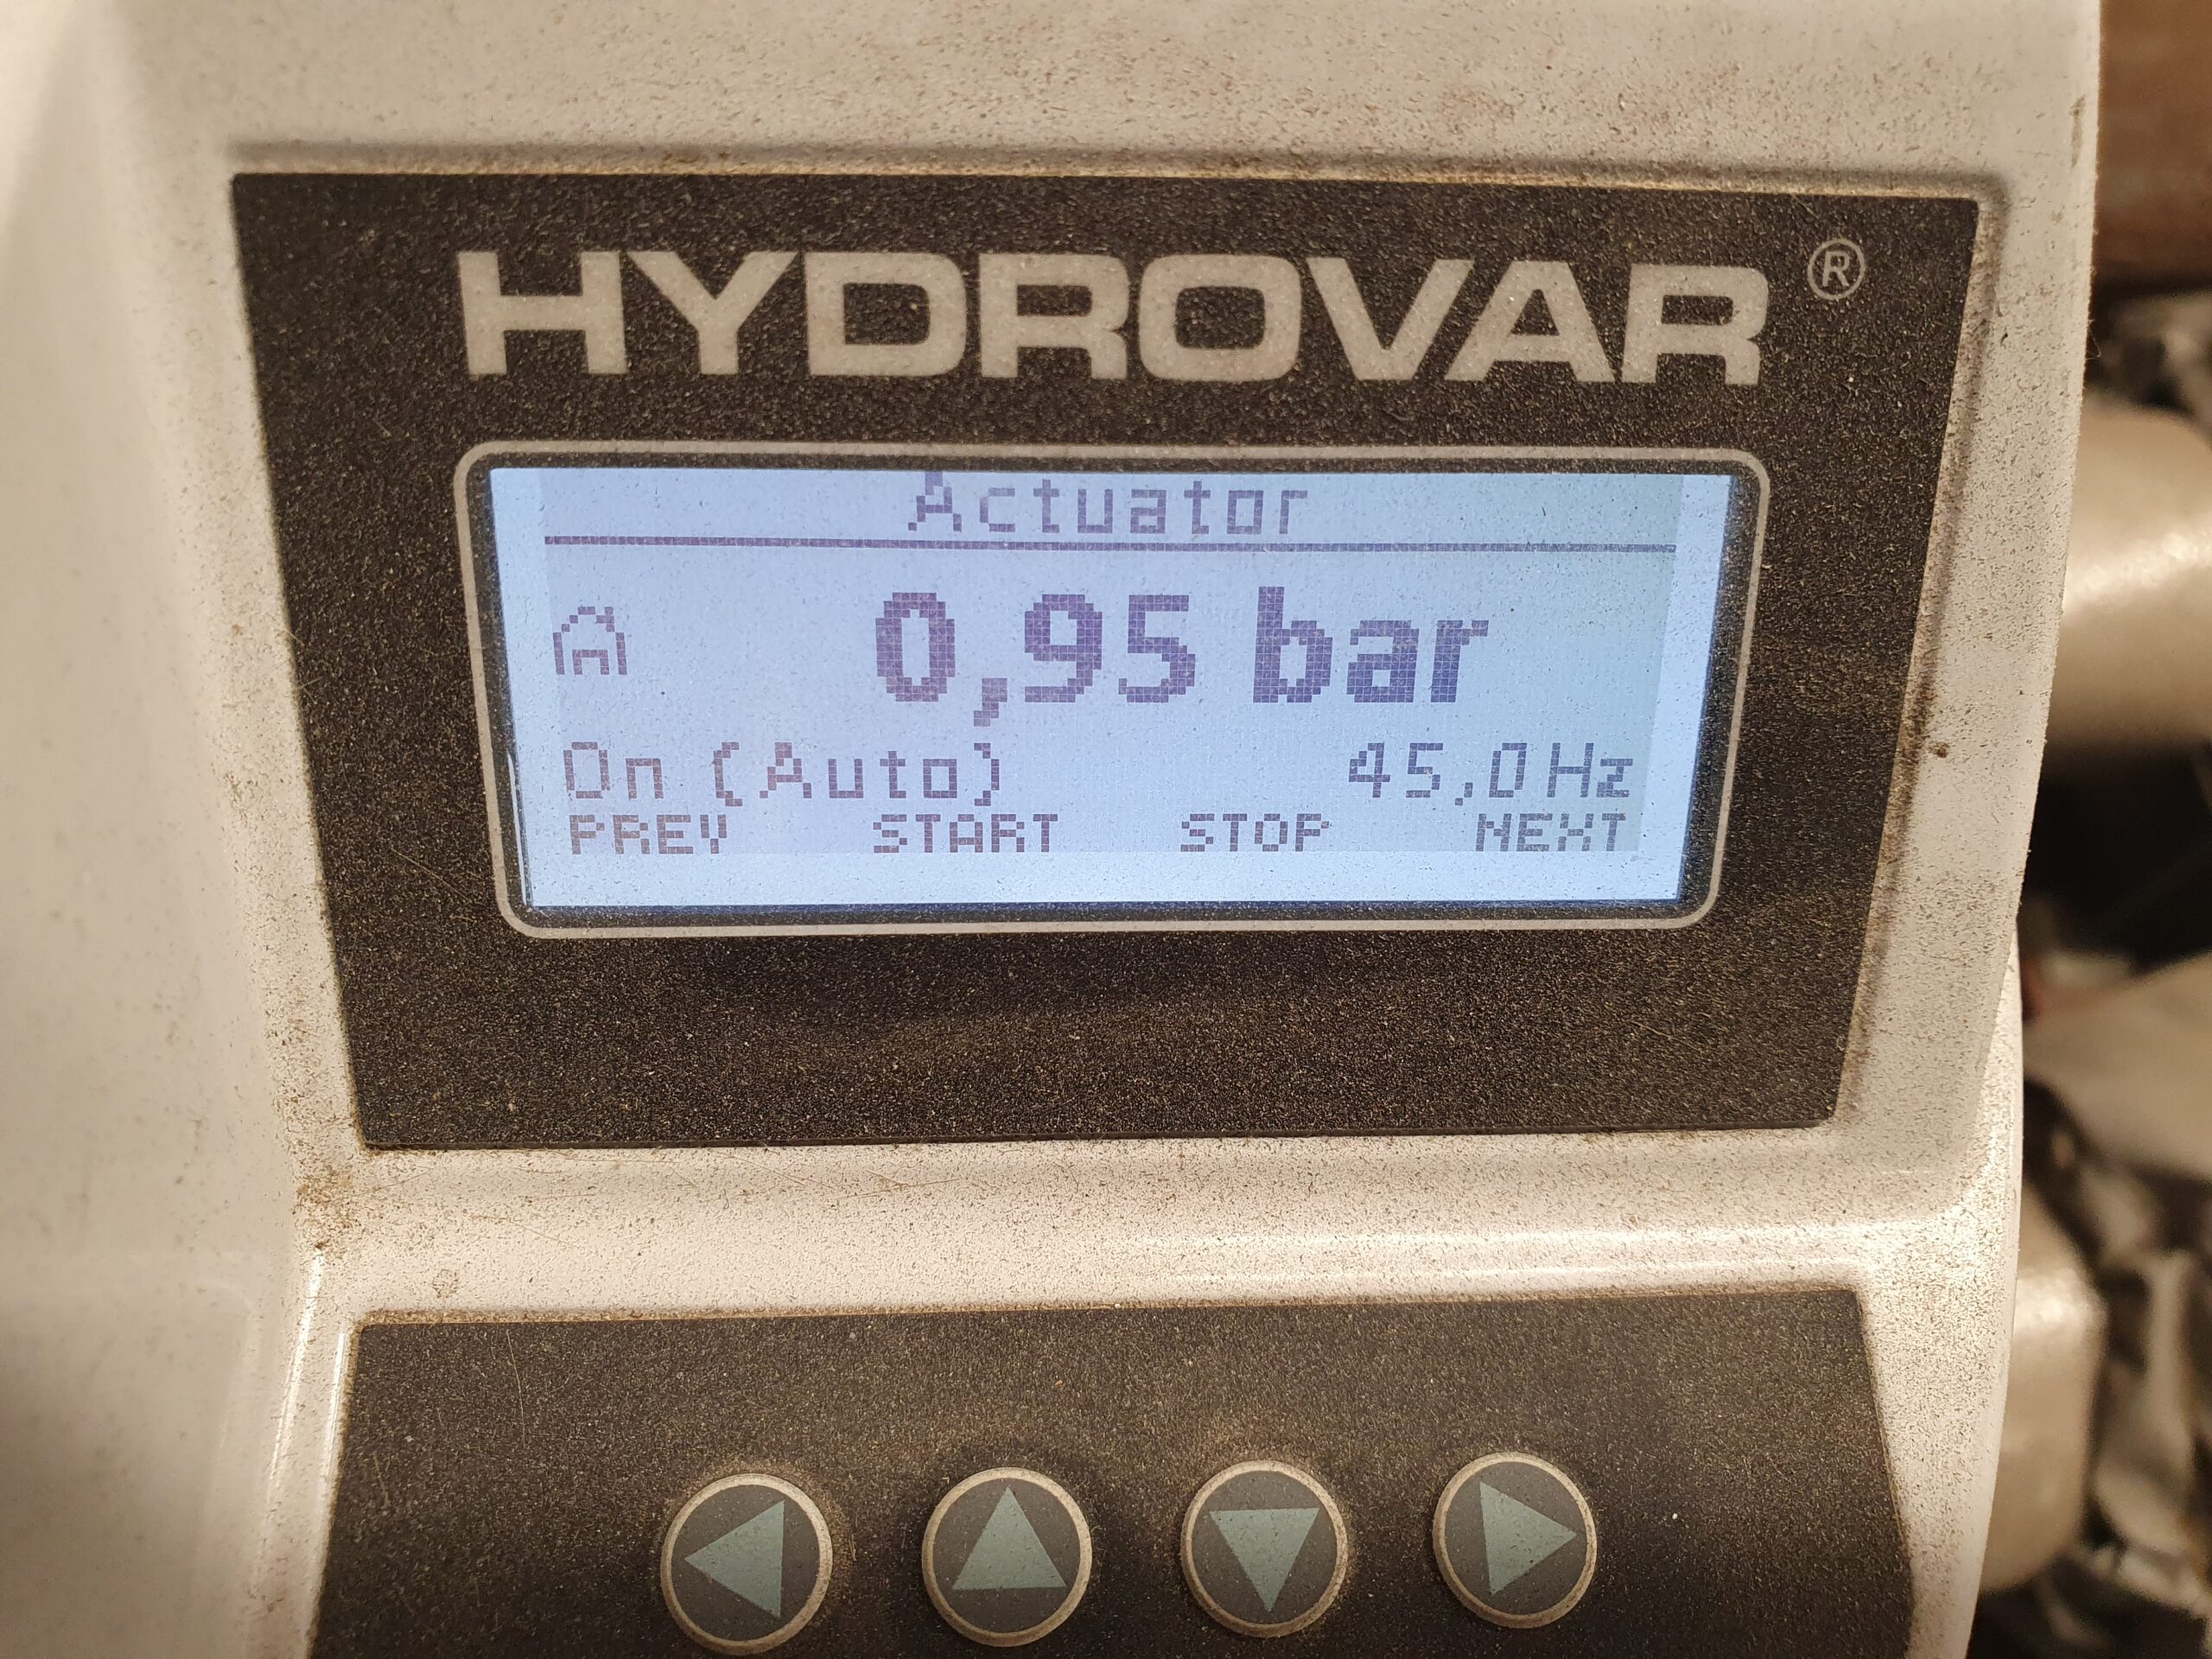 HYDROVAR®
Actuator
0,95 bar
On (Auto) 45,0 Hz
PREV START STOP NEXT